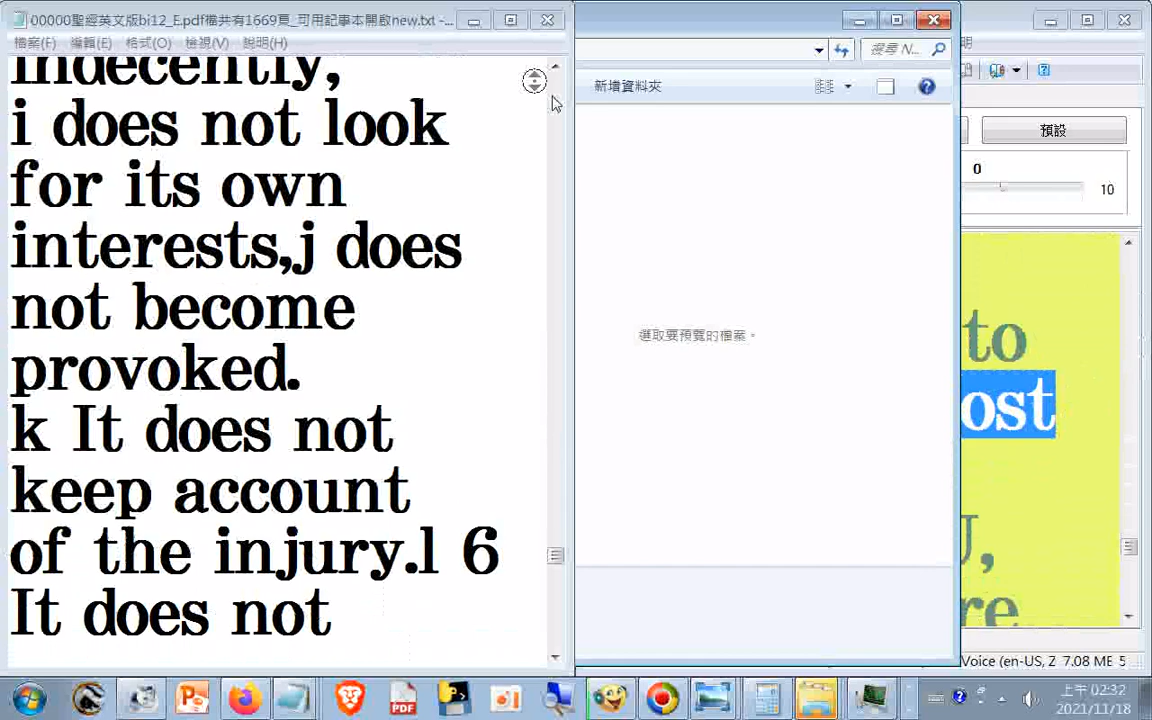 00000聖經英文版bi12_E.pdf檔共有1669頁_可用記事本開啟new.txt -...
檔案(F) 編輯(E) 格式(O) 檢視(V) 說明(H)
indecently,
i does not look
for its own
interests,j does
not become
provoked.
k It does not
keep account
of the injury.l 6
It does not
搜尋 N...
新增資料夾
選取要預覽的檔案。
明
預設
0
10
to
ost
U,
re
Voice (en-US, Z 7.08 ME 5
PDF
上午 02:32
2021/11/18